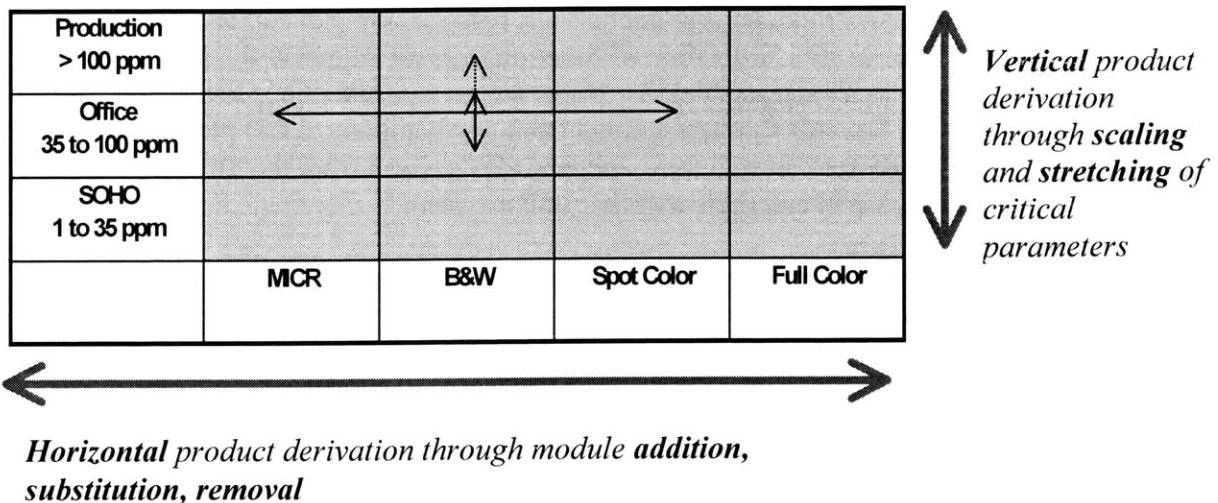 Production
> 100 ppm
Office
35 to 100 ppm
SOHO
1 to 35 ppm
MICR
B&W
Spot Color
Full Color
Vertical product
derivation
through scaling
and stretching of
critical
parameters
Horizontal product derivation through module addition,
substitution, removal